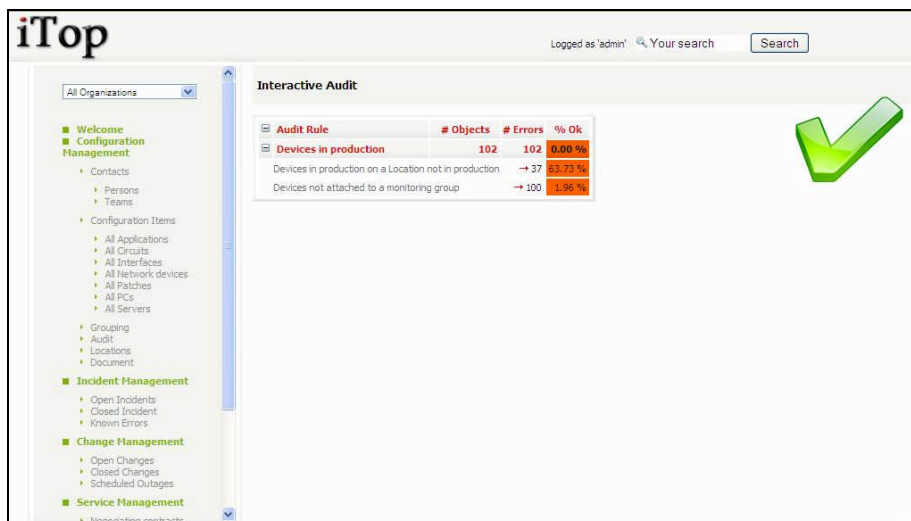 iTop
Logged as 'admin' Your search Search
All Organizations
Interactive Audit
Audit Rule # Objects # Errors % Ok
Devices in production 102 102 0.00 %
Devices in production on a Location not in production → 37 63.73 %
Devices not attached to a monitoring group → 100 1.96 %
Welcome
Configuration
Management
Contacts
Persons
Teams
Configuration Items
All Applications
All Circuits
All Interfaces
All Network devices
All Patches
All PCs
All Servers
Grouping
Audit
Locations
Document
Incident Management
Open Incidents
Closed Incident
Known Errors
Change Management
Open Changes
Closed Changes
Scheduled Outages
Service Management
Negociating contracts